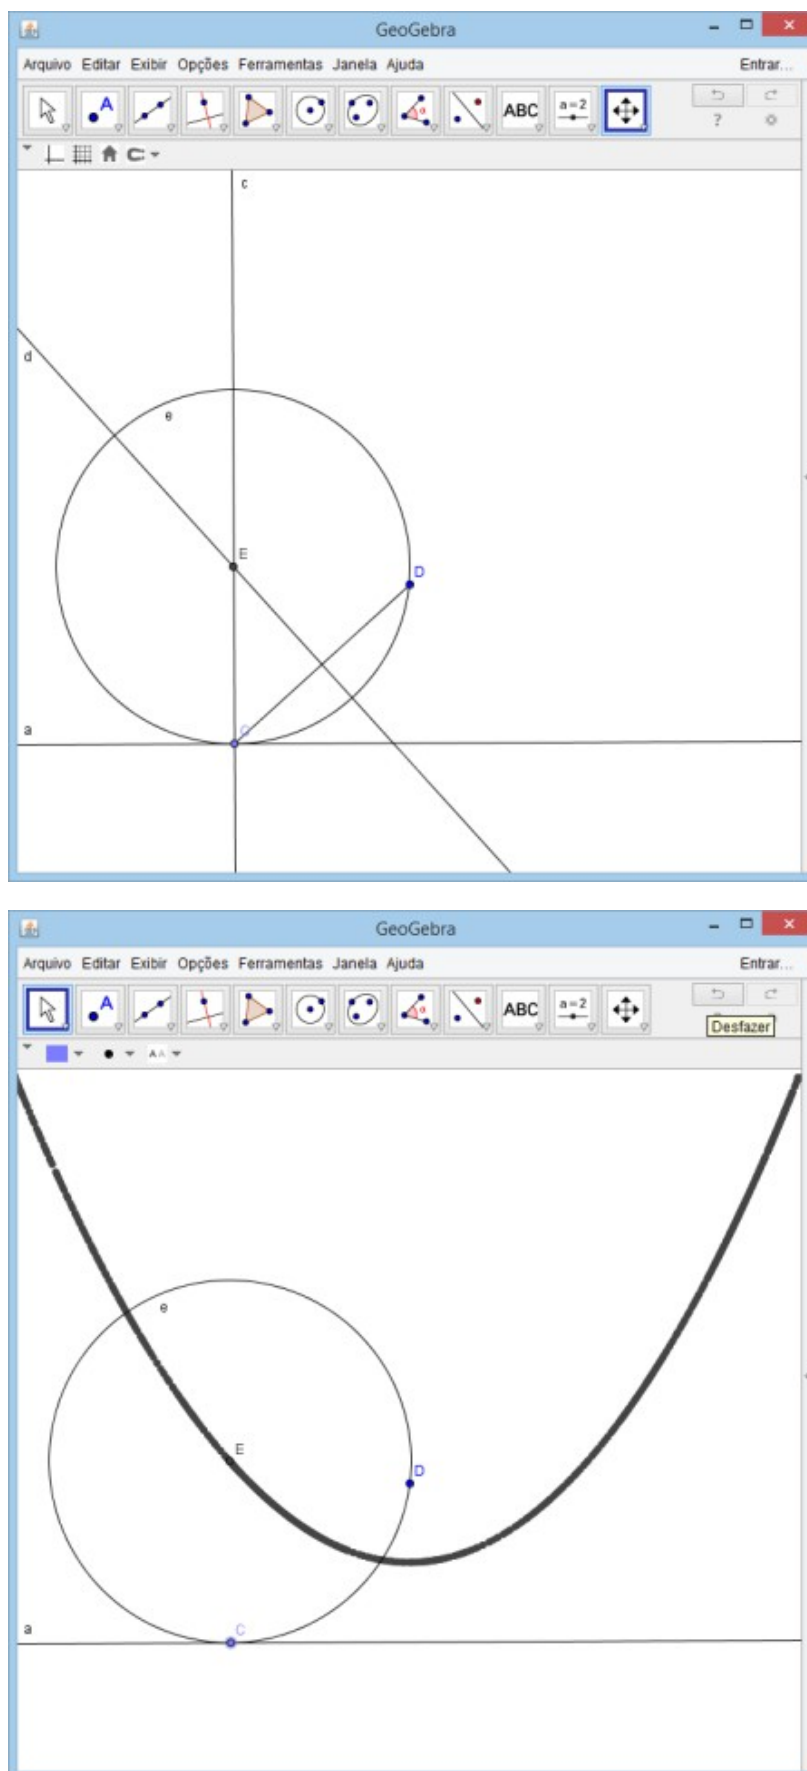 GeoGebra
Arquivo Editar Exibir Opções Ferramentas Janela Ajuda Entrar...
A α ABC a=2
?
c
d
e
E
D
C
a
GeoGebra
Arquivo Editar Exibir Opções Ferramentas Janela Ajuda Entrar...
A α ABC a=2
Desfazer
AA
e
E
D
C
a